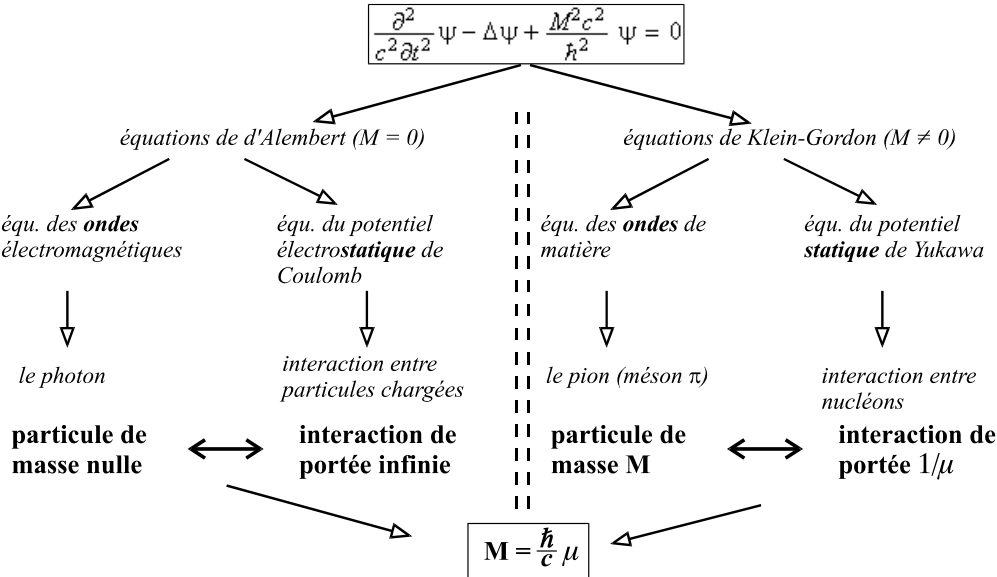 ∂²/c²∂t² ψ − Δψ + M²c²/ħ² ψ = 0
équations de d'Alembert (M = 0)
équations de Klein-Gordon (M ≠ 0)
équ. des ondes
électromagnétiques
équ. du potentiel
électrostatique de
Coulomb
équ. des ondes de
matière
équ. du potentiel
statique de Yukawa
le photon
interaction entre
particules chargées
le pion (méson π)
interaction entre
nucléons
particule de
masse nulle
interaction de
portée infinie
particule de
masse M
interaction de
portée 1/μ
M = ħ/c μ